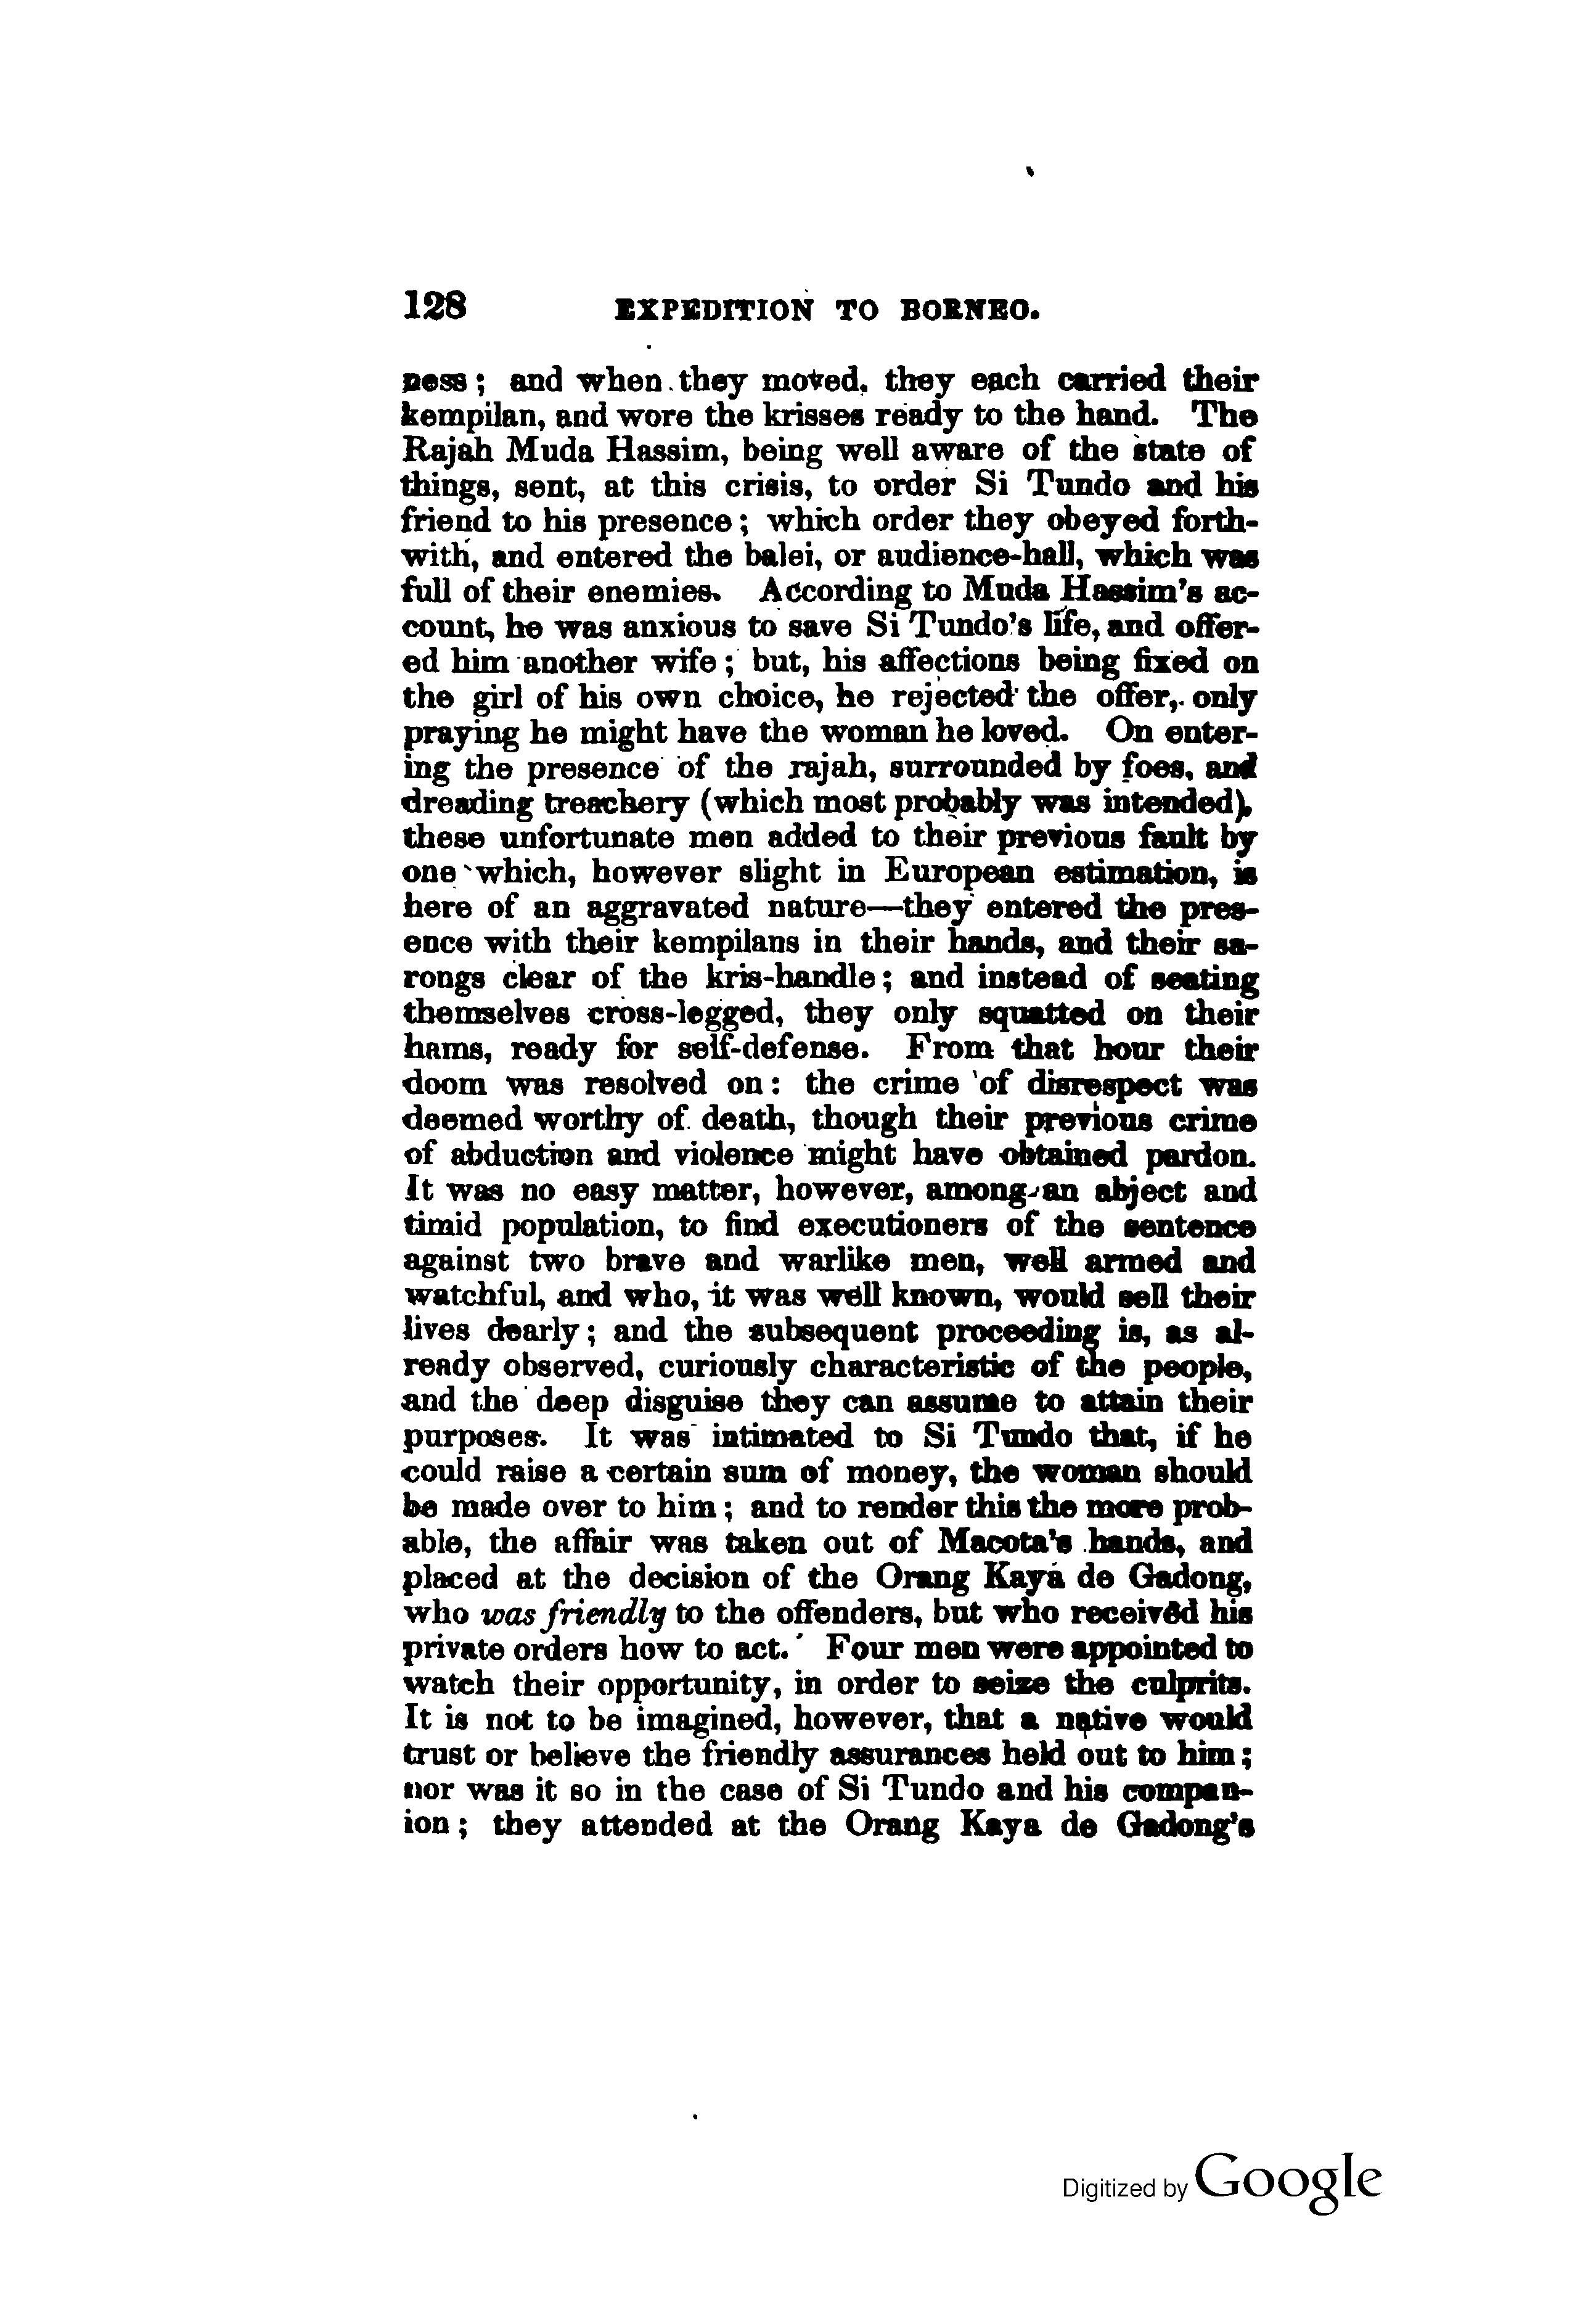 128 EXPEDITION TO BORNEO.
ness; and when they moved, they each carried their
kempilan, and wore the krisses ready to the hand. The
Rajah Muda Hassim, being well aware of the state of
things, sent, at this crisis, to order Si Tundo and his
friend to his presence; which order they obeyed forth-
with, and entered the balei, or audience-hall, which was
full of their enemies. According to Muda Hassim's ac-
count, he was anxious to save Si Tundo's life, and offer-
ed him another wife; but, his affections being fixed on
the girl of his own choice, he rejected the offer, only
praying he might have the woman he loved. On enter-
ing the presence of the rajah, surrounded by foes, and
dreading treachery (which most probably was intended),
these unfortunate men added to their previous fault by
one which, however slight in European estimation, is
here of an aggravated nature—they entered the pres-
ence with their kempilans in their hands, and their sa-
rongs clear of the kris-handle; and instead of seating
themselves cross-legged, they only squatted on their
hams, ready for self-defense. From that hour their
doom was resolved on: the crime of disrespect was
deemed worthy of death, though their previous crime
of abduction and violence might have obtained pardon.
It was no easy matter, however, among an abject and
timid population, to find executioners of the sentence
against two brave and warlike men, well armed and
watchful, and who, it was well known, would sell their
lives dearly; and the subsequent proceeding is, as al-
ready observed, curiously characteristic of the people,
and the deep disguise they can assume to attain their
purposes. It was intimated to Si Tundo that, if he
could raise a certain sum of money, the woman should
be made over to him; and to render this the more prob-
able, the affair was taken out of Macota's hands, and
placed at the decision of the Orang Kaya de Gadong,
who was friendly to the offenders, but who received his
private orders how to act. Four men were appointed to
watch their opportunity, in order to seize the culprits.
It is not to be imagined, however, that a native would
trust or believe the friendly assurances held out to him;
nor was it so in the case of Si Tundo and his compan-
ion; they attended at the Orang Kaya de Gadong's
Digitized by Google